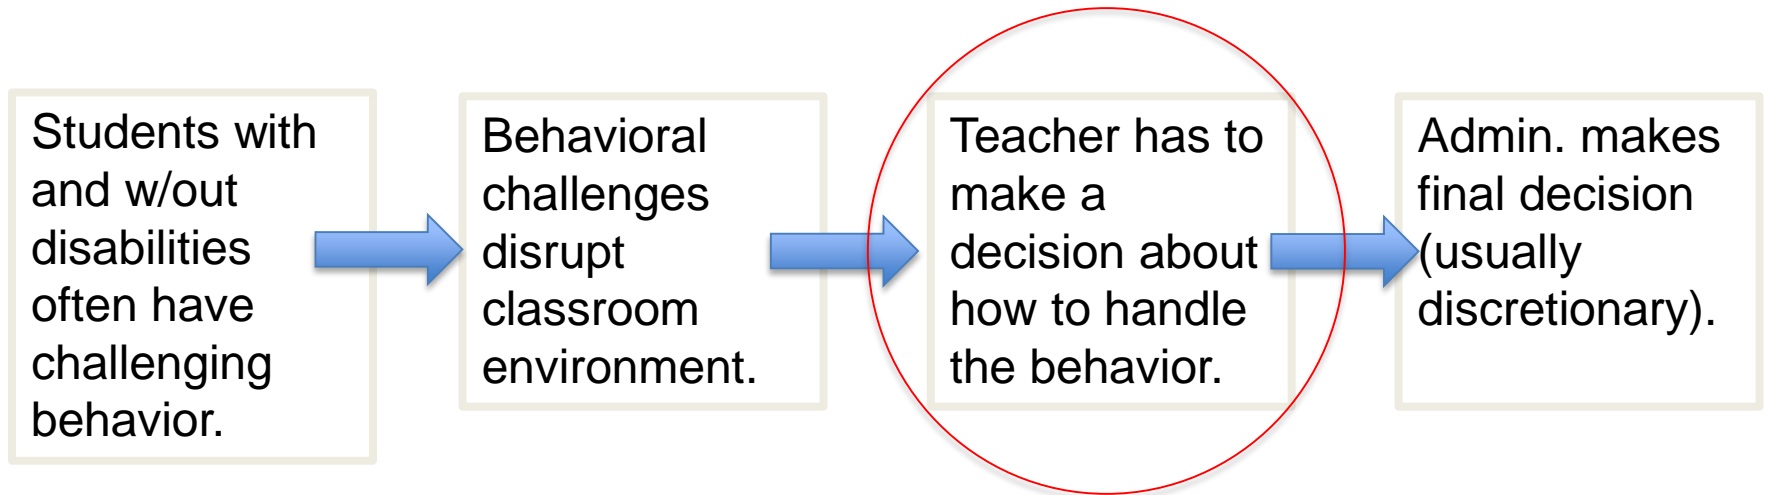 Students with
and w/out
disabilities
often have
challenging
behavior.
Behavioral
challenges
disrupt
classroom
environment.
Teacher has to
make a
decision about
how to handle
the behavior.
Admin. makes
final decision
(usually
discretionary).